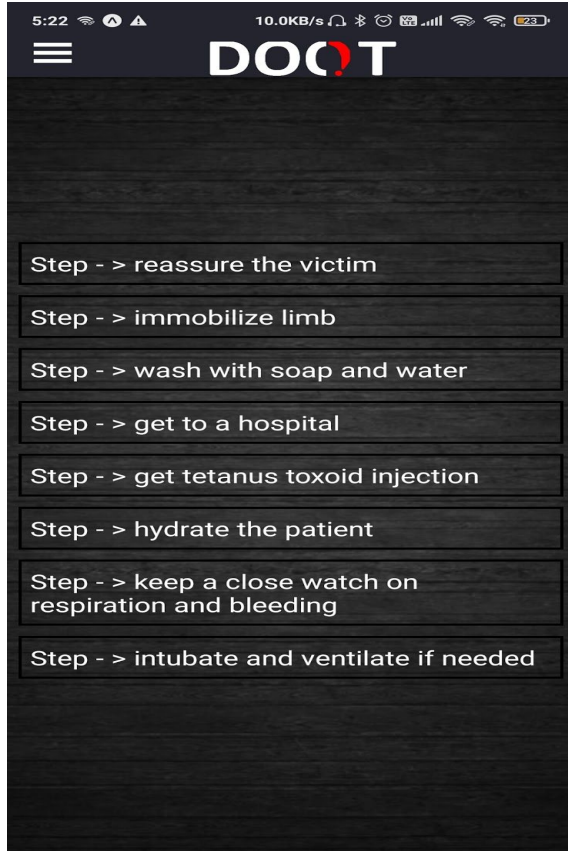 5:22 10.0KB/s VO LTE 23
DOOT
Step - > reassure the victim
Step - > immobilize limb
Step - > wash with soap and water
Step - > get to a hospital
Step - > get tetanus toxoid injection
Step - > hydrate the patient
Step - > keep a close watch on
respiration and bleeding
Step - > intubate and ventilate if needed